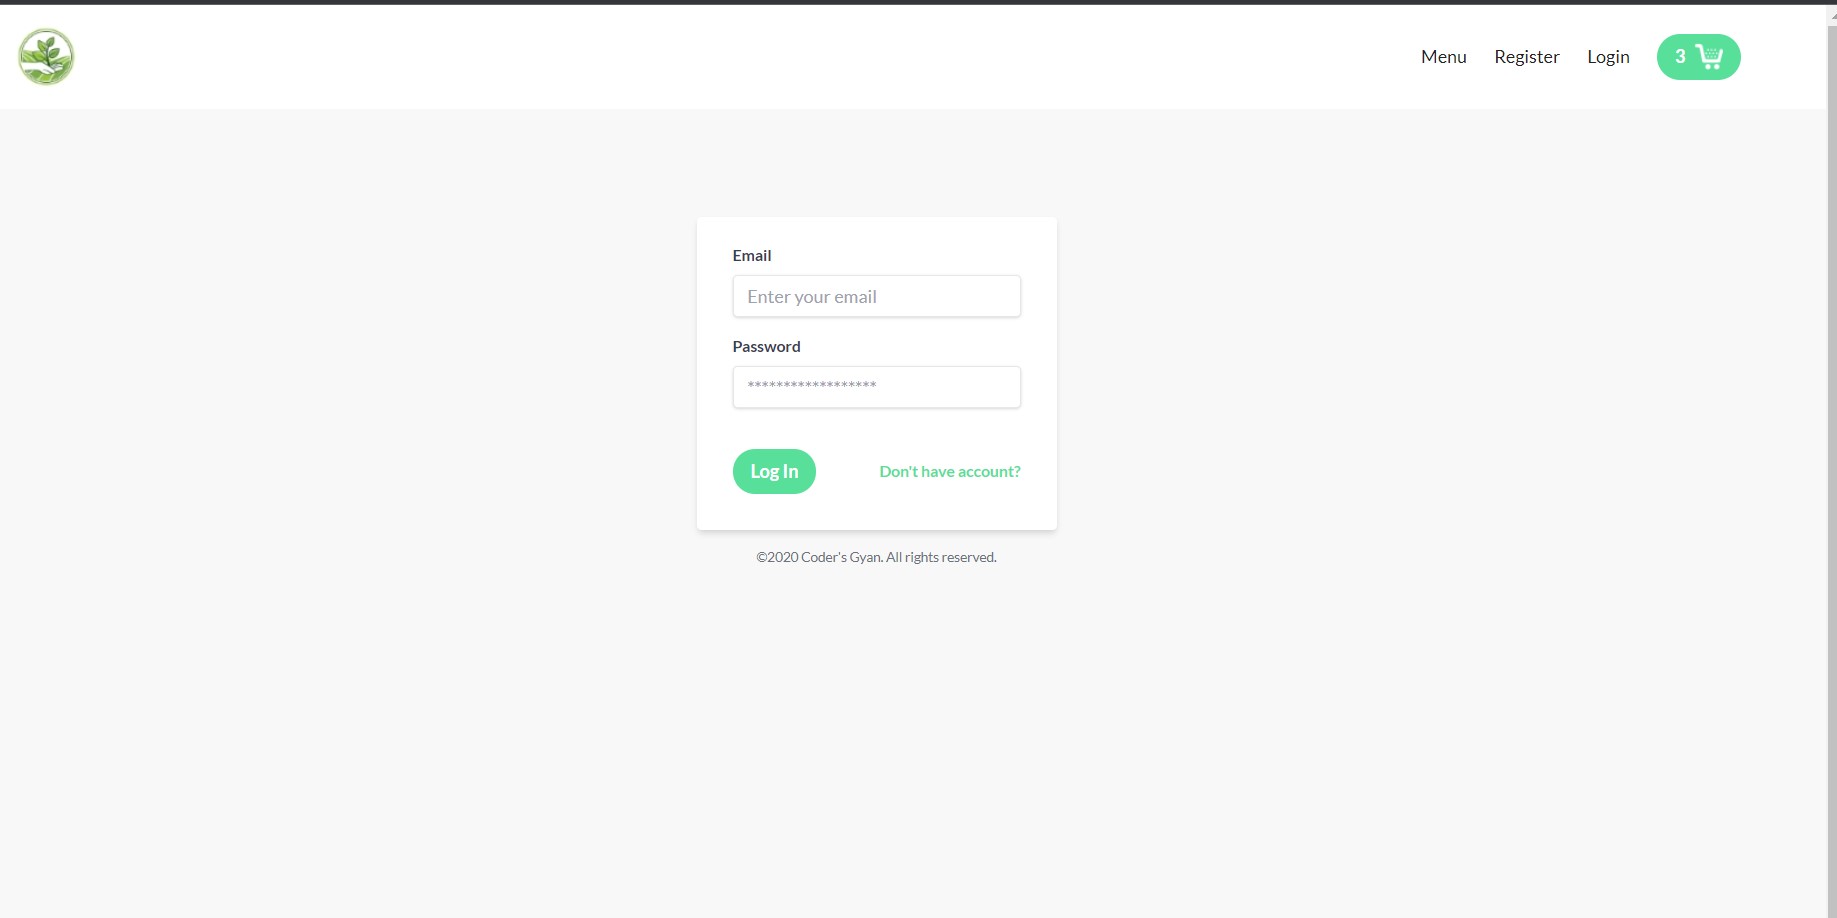 Menu Register Login 3
Email
Enter your email
Password
******************
Log In Don't have account?
©2020 Coder's Gyan. All rights reserved.